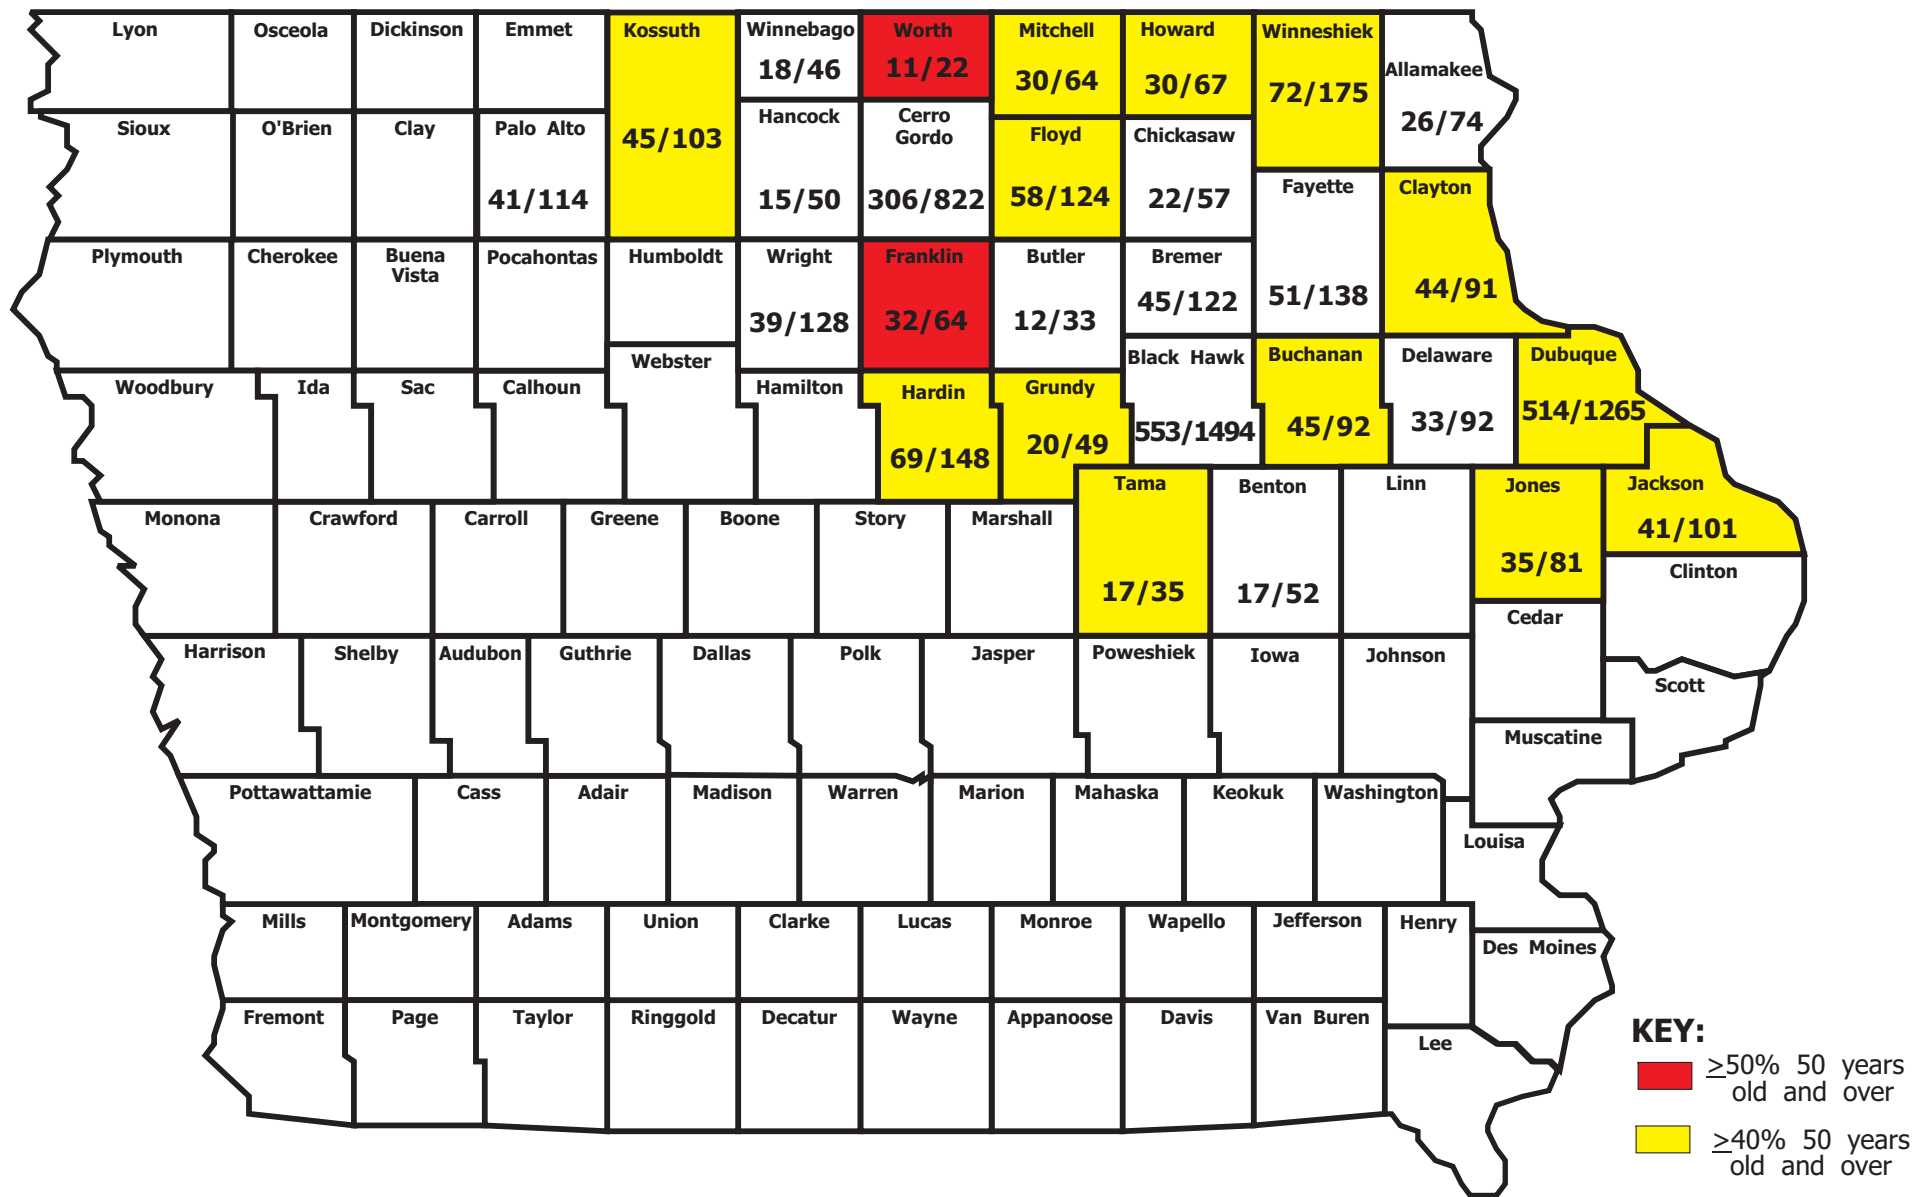 Lyon
Osceola
Dickinson
Emmet
Kossuth
45/103
Winnebago
18/46
Worth
11/22
Mitchell
30/64
Howard
30/67
Winneshiek
72/175
Allamakee
26/74
Sioux
O'Brien
Clay
Palo Alto
41/114
Hancock
15/50
Cerro
Gordo
306/822
Floyd
58/124
Chickasaw
22/57
Fayette
51/138
Clayton
44/91
Plymouth
Cherokee
Buena
Vista
Pocahontas
Humboldt
Wright
39/128
Franklin
32/64
Butler
12/33
Bremer
45/122
Woodbury
Ida
Sac
Calhoun
Webster
Hamilton
Hardin
69/148
Grundy
20/49
Black Hawk
553/1494
Buchanan
45/92
Delaware
33/92
Dubuque
514/1265
Monona
Crawford
Carroll
Greene
Boone
Story
Marshall
Tama
17/35
Benton
17/52
Linn
Jones
35/81
Jackson
41/101
Clinton
Cedar
Harrison
Shelby
Audubon
Guthrie
Dallas
Polk
Jasper
Poweshiek
Iowa
Johnson
Scott
Muscatine
Pottawattamie
Cass
Adair
Madison
Warren
Marion
Mahaska
Keokuk
Washington
Louisa
Mills
Montgomery
Adams
Union
Clarke
Lucas
Monroe
Wapello
Jefferson
Henry
Des Moines
Fremont
Page
Taylor
Ringgold
Decatur
Wayne
Appanoose
Davis
Van Buren
Lee
KEY:
≥50% 50 years
old and over
≥40% 50 years
old and over